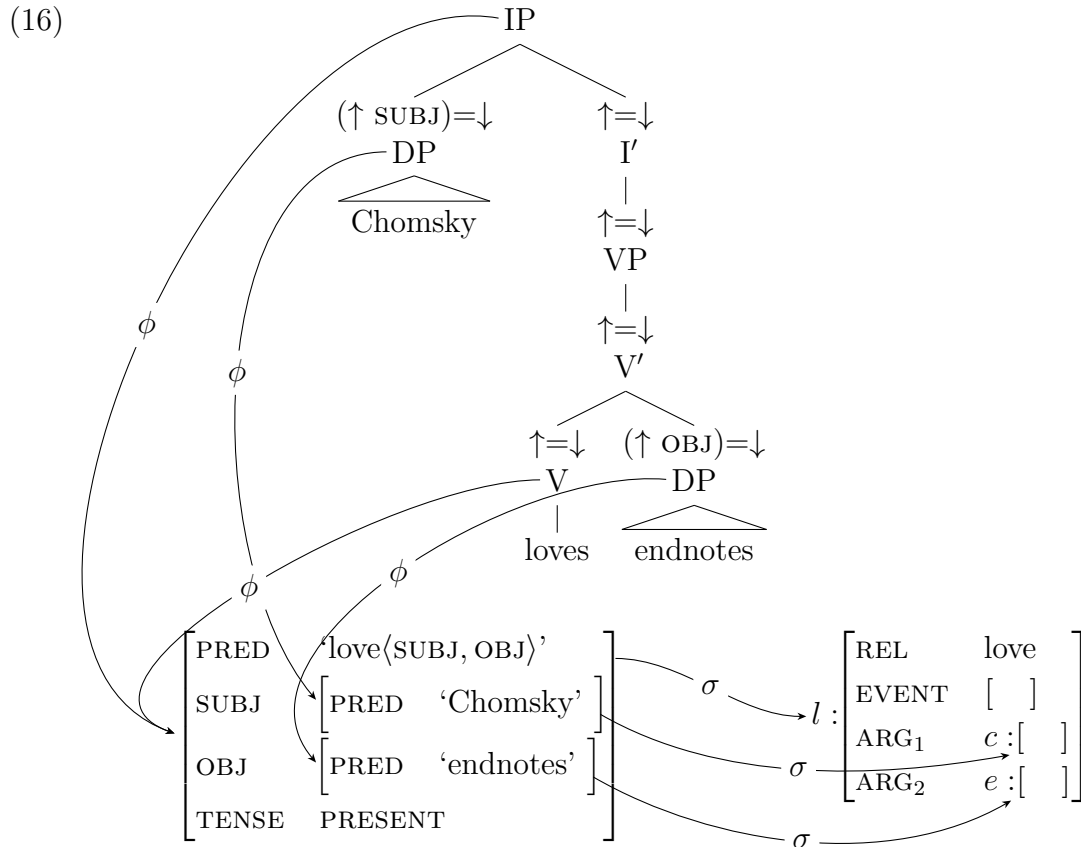 (16)
IP
(↑ SUBJ)=↓ ↑=↓
DP I′
Chomsky ↑=↓
VP
ϕ ↑=↓
ϕ V′
↑=↓ (↑ OBJ)=↓
V DP
loves endnotes
ϕ ϕ
PRED ‘love⟨SUBJ, OBJ⟩’ REL love
SUBJ [PRED ‘Chomsky’] σ l : EVENT [ ]
OBJ [PRED ‘endnotes’] σ ARG₁ c :[ ]
TENSE PRESENT σ ARG₂ e :[ ]